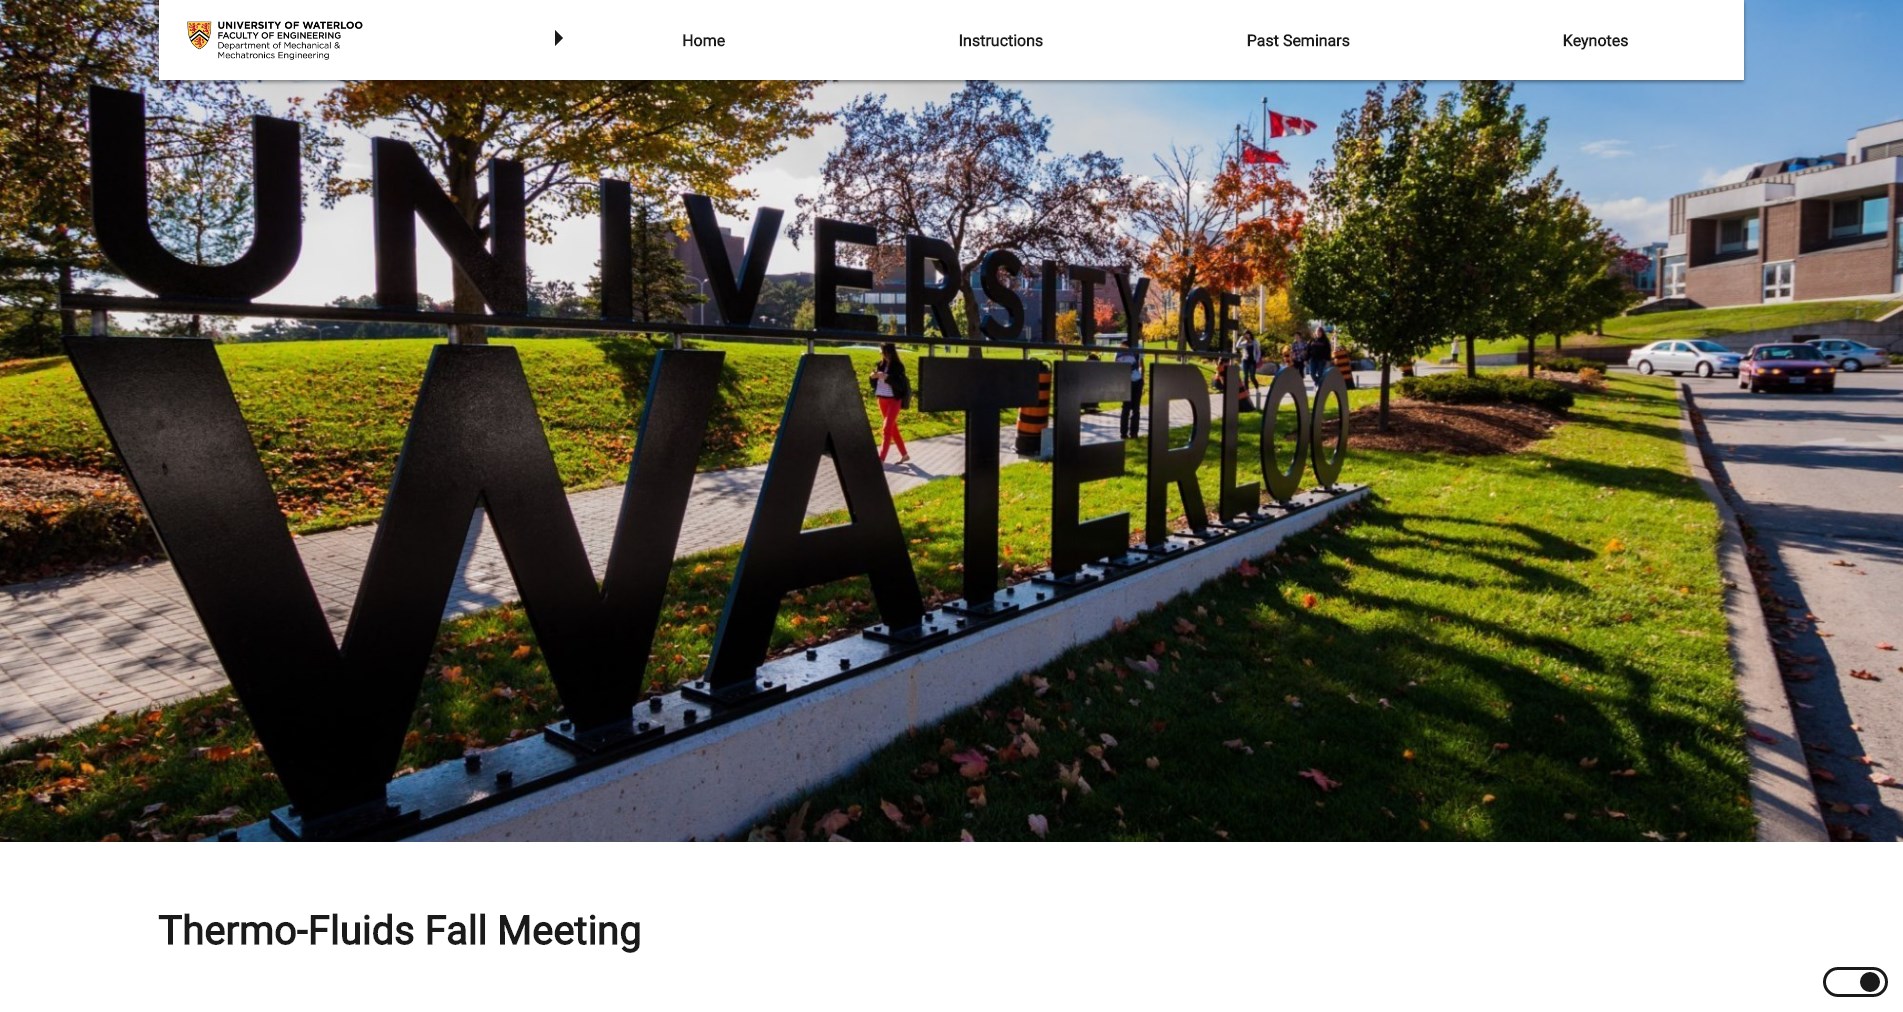 UNIVERSITY OF WATERLOO
FACULTY OF ENGINEERING
Department of Mechanical &
Mechatronics Engineering
Home
Instructions
Past Seminars
Keynotes
UNIVERSITY OF
WATERLOO
Thermo-Fluids Fall Meeting